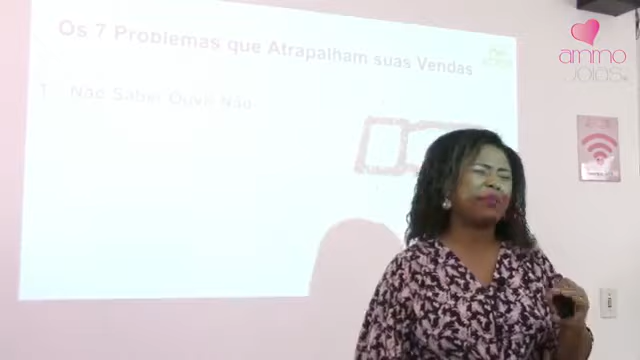 Os 7 Problemas que Atrapalham suas Vendas
1. Não Saber Ouvir Não
ammo
JOIAS